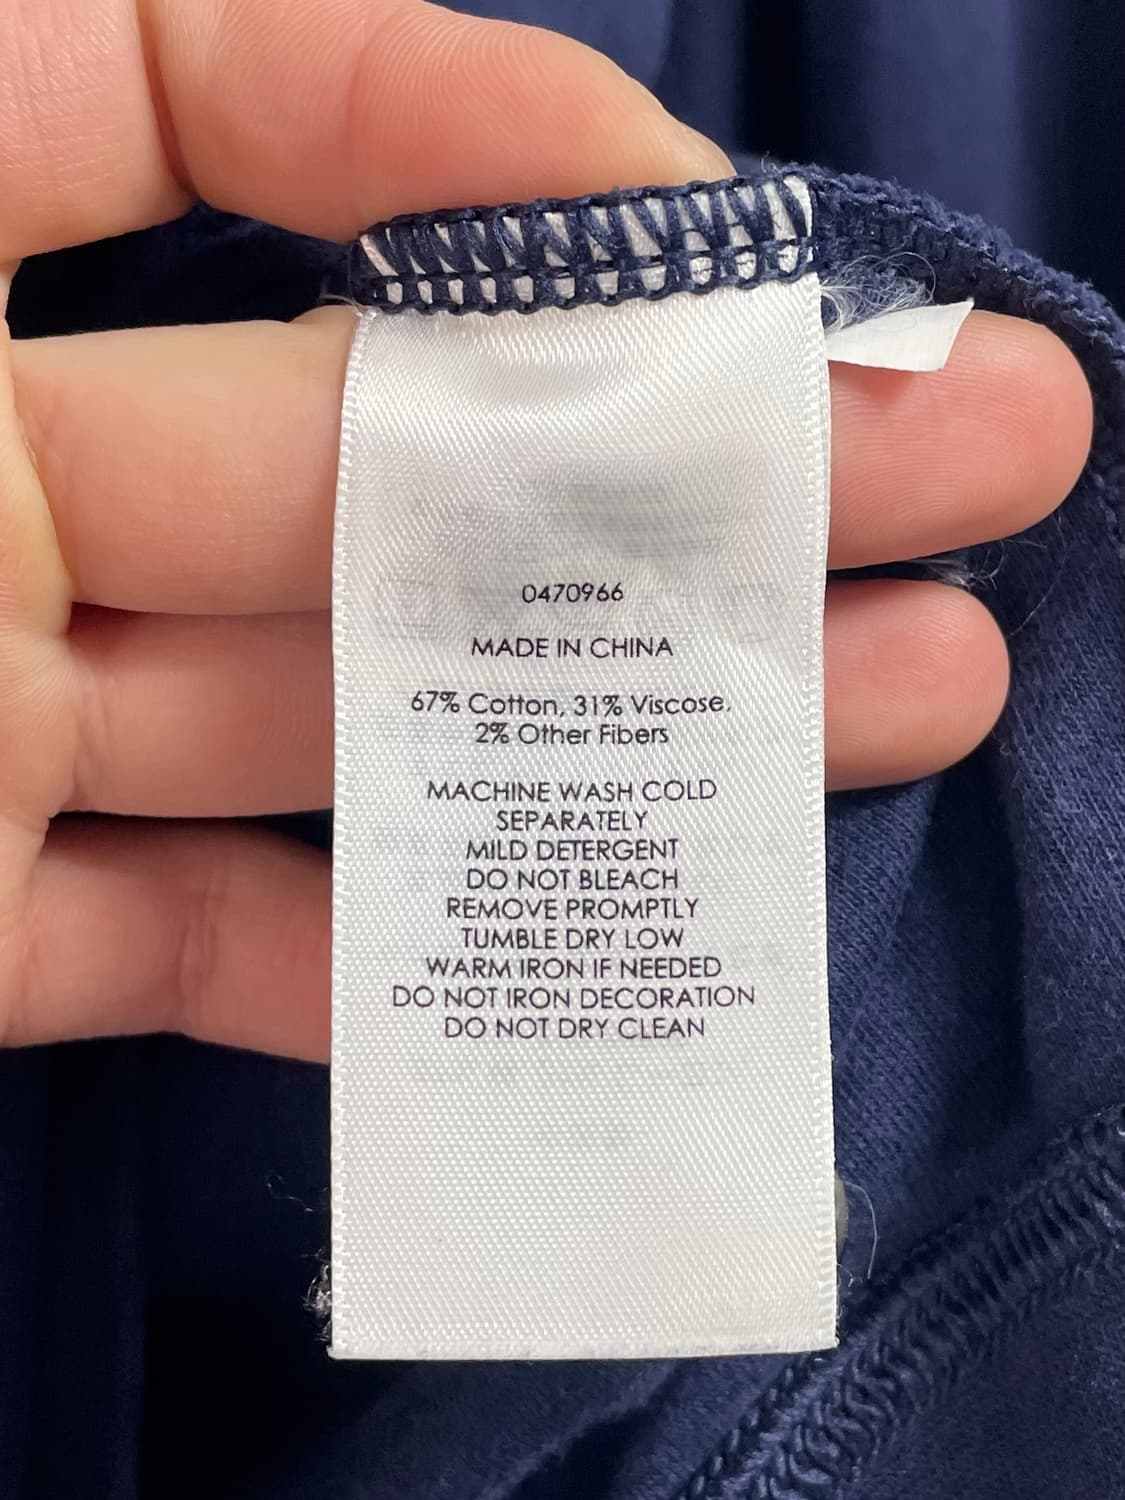 0470966
MADE IN CHINA
67% Cotton, 31% Viscose,
2% Other Fibers
MACHINE WASH COLD
SEPARATELY
MILD DETERGENT
DO NOT BLEACH
REMOVE PROMPTLY
TUMBLE DRY LOW
WARM IRON IF NEEDED
DO NOT IRON DECORATION
DO NOT DRY CLEAN